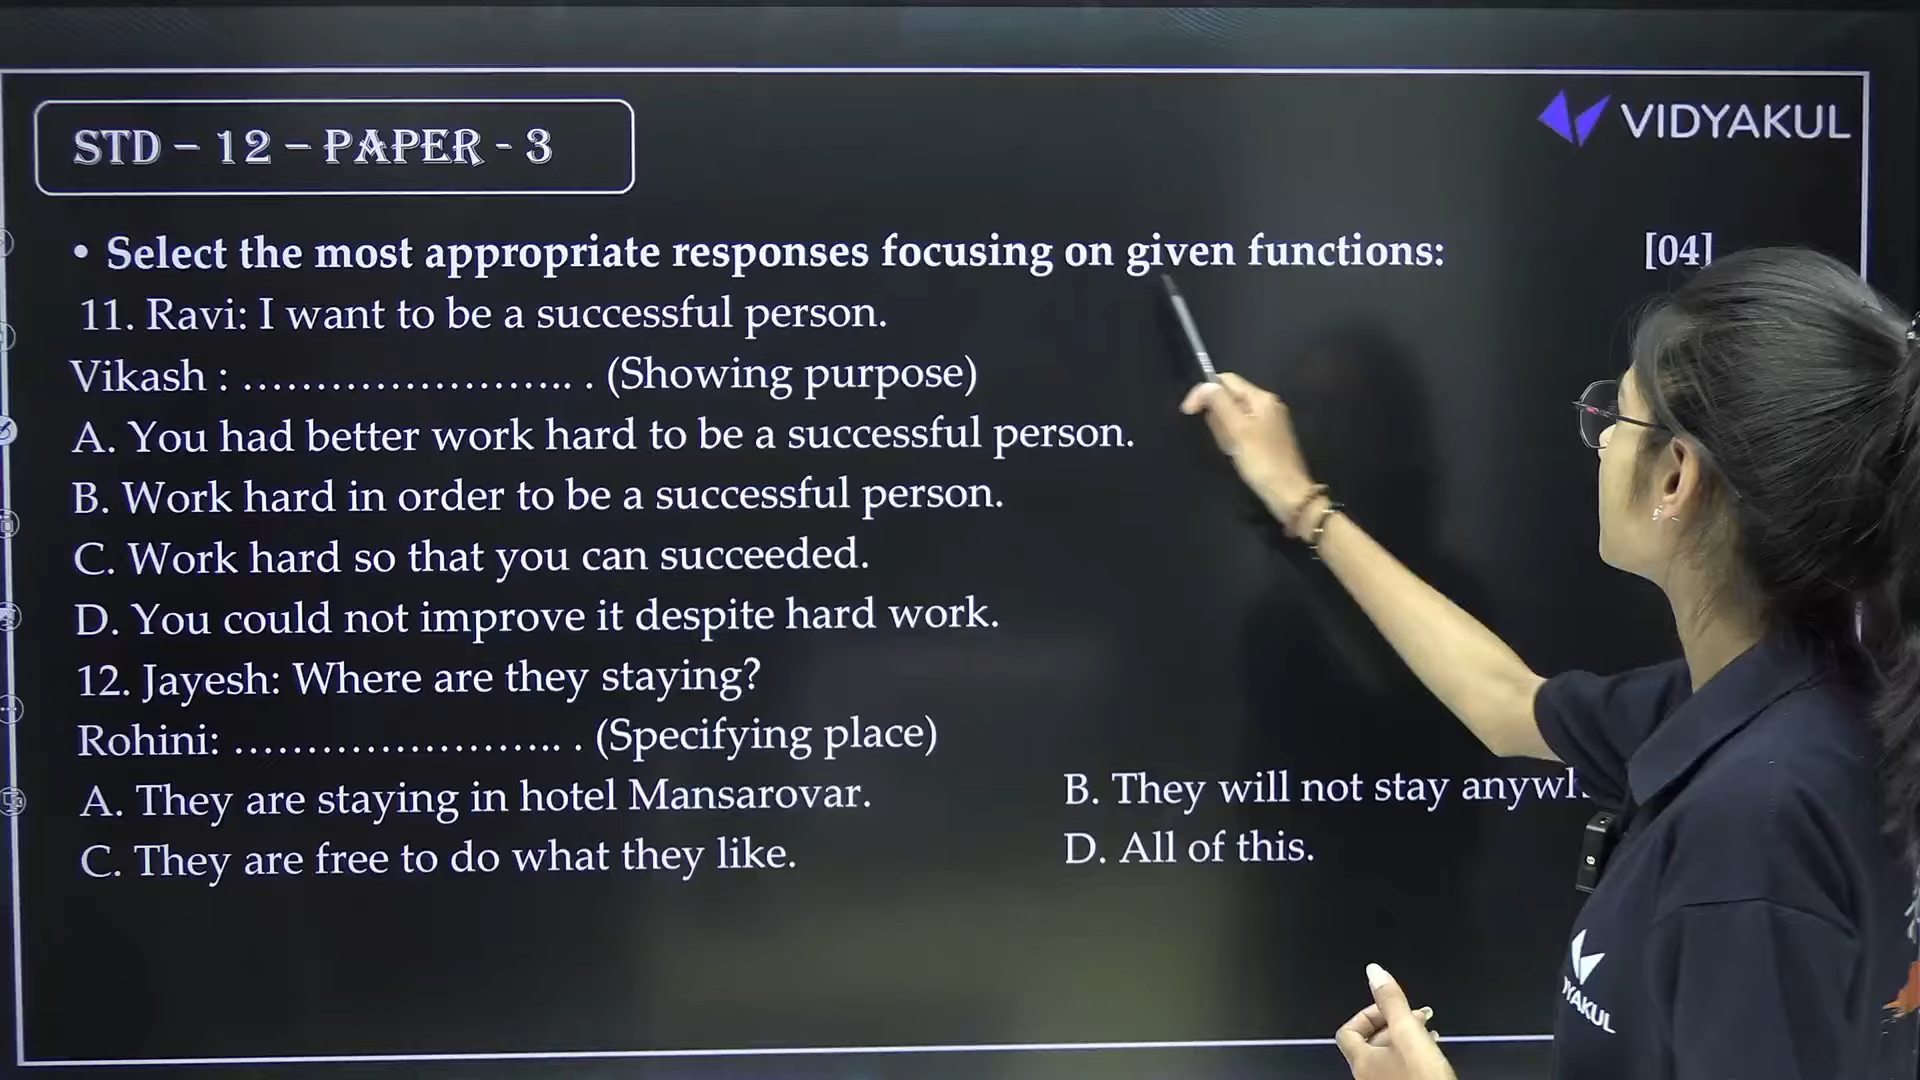 STD – 12 – PAPER - 3
VIDYAKUL
• Select the most appropriate responses focusing on given functions: [04]
11. Ravi: I want to be a successful person.
Vikash : ......................... . (Showing purpose)
A. You had better work hard to be a successful person.
B. Work hard in order to be a successful person.
C. Work hard so that you can succeeded.
D. You could not improve it despite hard work.
12. Jayesh: Where are they staying?
Rohini: ......................... . (Specifying place)
A. They are staying in hotel Mansarovar. B. They will not stay
C. They are free to do what they like. D. All of this.